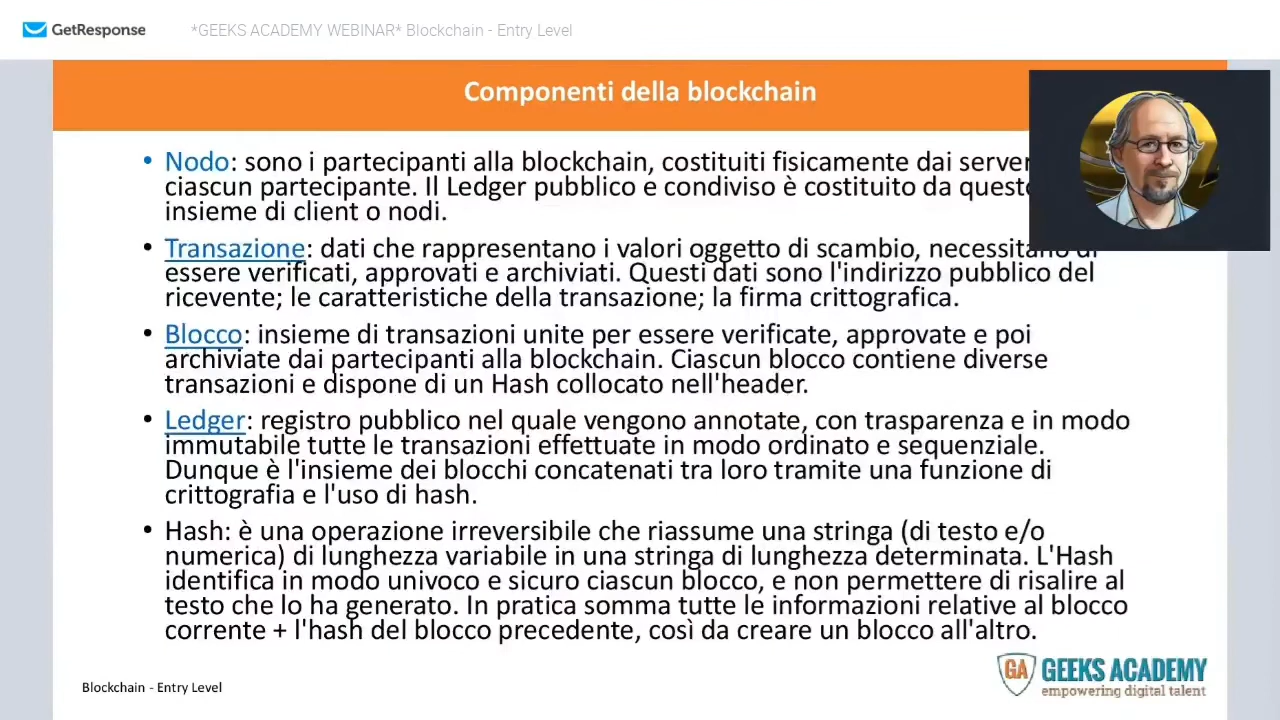 GetResponse
*GEEKS ACADEMY WEBINAR* Blockchain - Entry Level
Componenti della blockchain
• Nodo: sono i partecipanti alla blockchain, costituiti fisicamente dai server
ciascun partecipante. Il Ledger pubblico e condiviso è costituito da questo
insieme di client o nodi.
• Transazione: dati che rappresentano i valori oggetto di scambio, necessitano di
essere verificati, approvati e archiviati. Questi dati sono l'indirizzo pubblico del
ricevente; le caratteristiche della transazione; la firma crittografica.
• Blocco: insieme di transazioni unite per essere verificate, approvate e poi
archiviate dai partecipanti alla blockchain. Ciascun blocco contiene diverse
transazioni e dispone di un Hash collocato nell'header.
• Ledger: registro pubblico nel quale vengono annotate, con trasparenza e in modo
immutabile tutte le transazioni effettuate in modo ordinato e sequenziale.
Dunque è l'insieme dei blocchi concatenati tra loro tramite una funzione di
crittografia e l'uso di hash.
• Hash: è una operazione irreversibile che riassume una stringa (di testo e/o
numerica) di lunghezza variabile in una stringa di lunghezza determinata. L'Hash
identifica in modo univoco e sicuro ciascun blocco, e non permettere di risalire al
testo che lo ha generato. In pratica somma tutte le informazioni relative al blocco
corrente + l'hash del blocco precedente, così da creare un blocco all'altro.
Blockchain - Entry Level
GA GEEKS ACADEMY
empowering digital talent